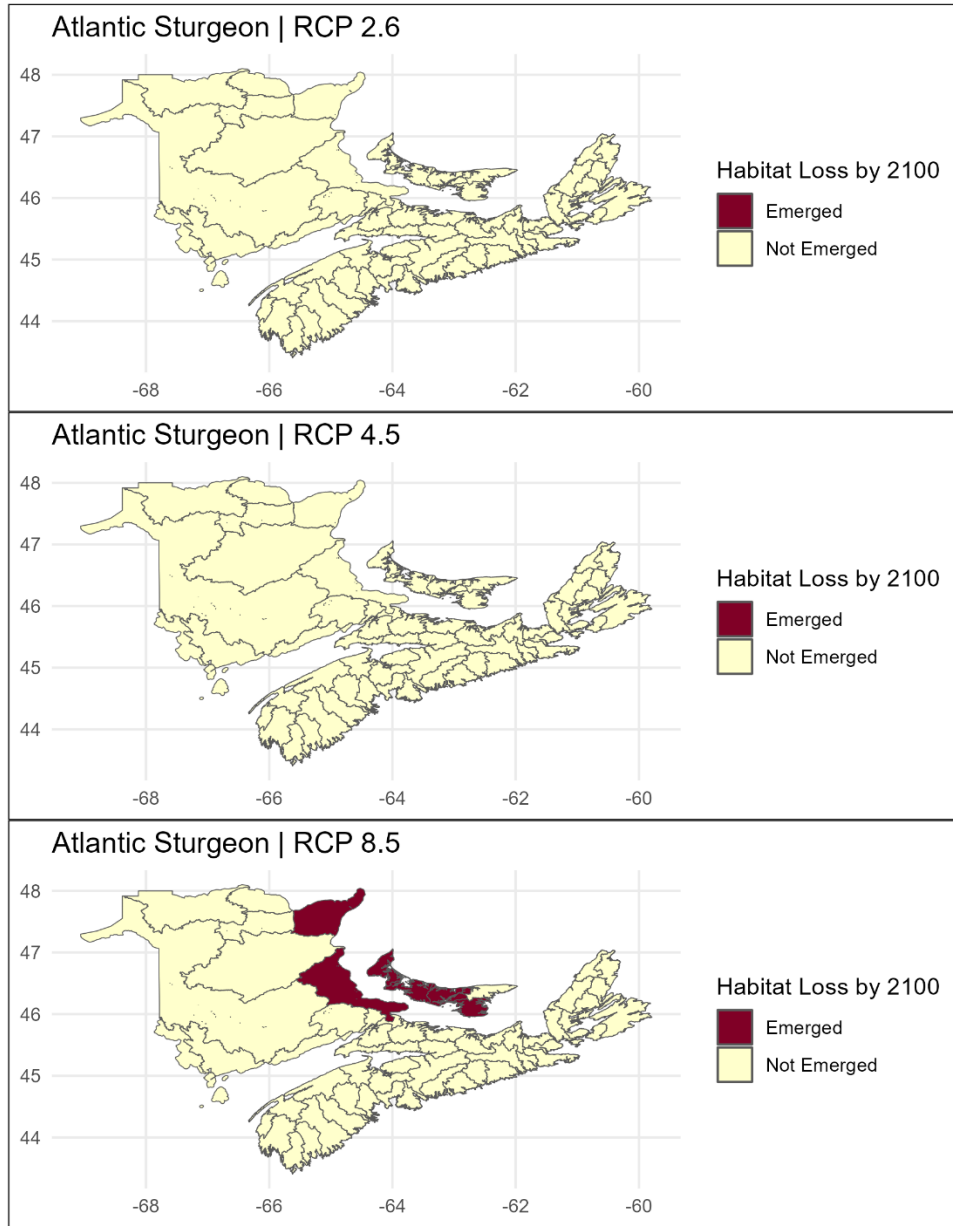 Atlantic Sturgeon | RCP 2.6
48
47
46
45
44
-68
-66
-64
-62
-60
Habitat Loss by 2100
Emerged
Not Emerged
Atlantic Sturgeon | RCP 4.5
48
47
46
45
44
-68
-66
-64
-62
-60
Habitat Loss by 2100
Emerged
Not Emerged
Atlantic Sturgeon | RCP 8.5
48
47
46
45
44
-68
-66
-64
-62
-60
Habitat Loss by 2100
Emerged
Not Emerged